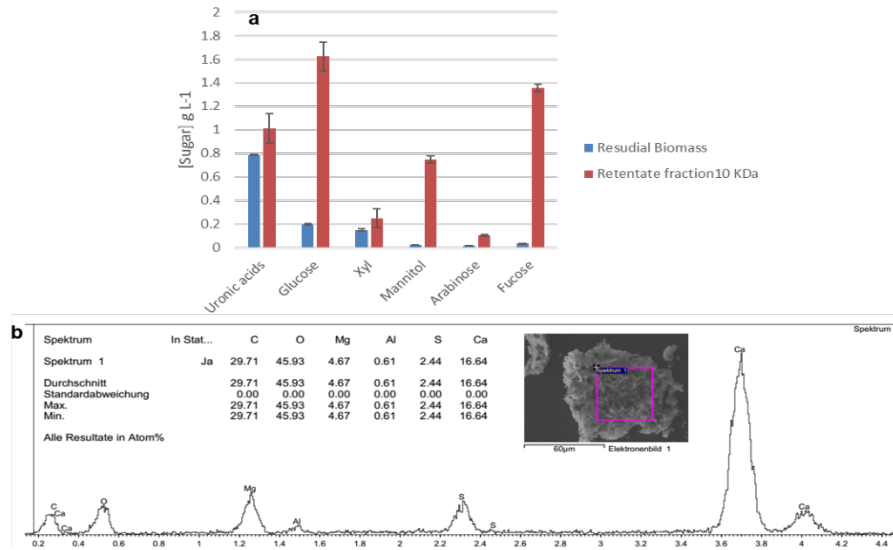 a
1.8
1.6
1.4
1.2
1
0.8
0.6
0.4
0.2
0
[Sugar] g L-1
Uronic acids
Glucose
Xyl
Mannitol
Arabinose
Fucose
Resudial Biomass
Retentate fraction10 KDa
b
Spektrum In Stat... C O Mg Al S Ca
Spektrum 1 Ja 29.71 45.93 4.67 0.61 2.44 16.64
Durchschnitt 29.71 45.93 4.67 0.61 2.44 16.64
Standardabweichung 0.00 0.00 0.00 0.00 0.00 0.00
Max. 29.71 45.93 4.67 0.61 2.44 16.64
Min. 29.71 45.93 4.67 0.61 2.44 16.64
Alle Resultate in Atom%
Spektrum 1
60µm Elektronenbild 1
Spektrum
C
Ca
Ca
O
Mg
Al
S
S
Ca
Ca
0.2 0.4 0.6 0.8 1 1.2 1.4 1.6 1.8 2 2.2 2.4 2.6 2.8 3 3.2 3.4 3.6 3.8 4 4.2 4.4